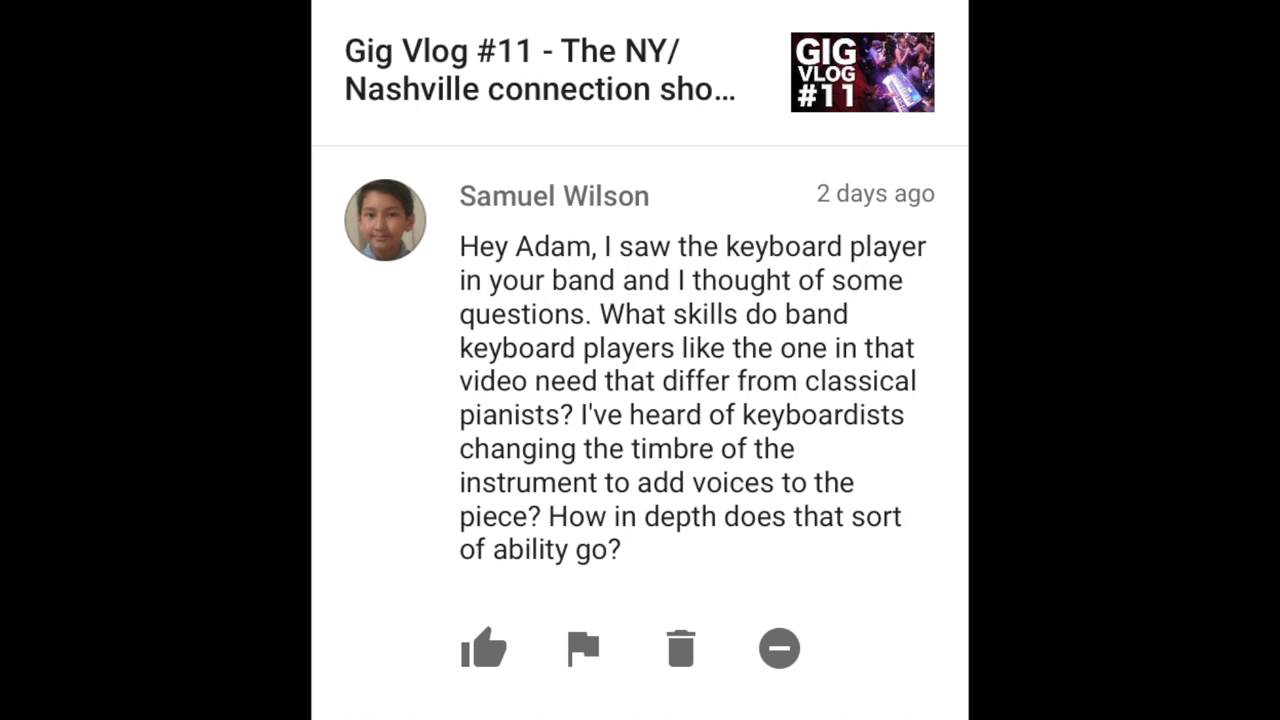 Gig Vlog #11 - The NY/
Nashville connection sho...
GIG
VLOG
#11
Samuel Wilson
2 days ago
Hey Adam, I saw the keyboard player
in your band and I thought of some
questions. What skills do band
keyboard players like the one in that
video need that differ from classical
pianists? I've heard of keyboardists
changing the timbre of the
instrument to add voices to the
piece? How in depth does that sort
of ability go?